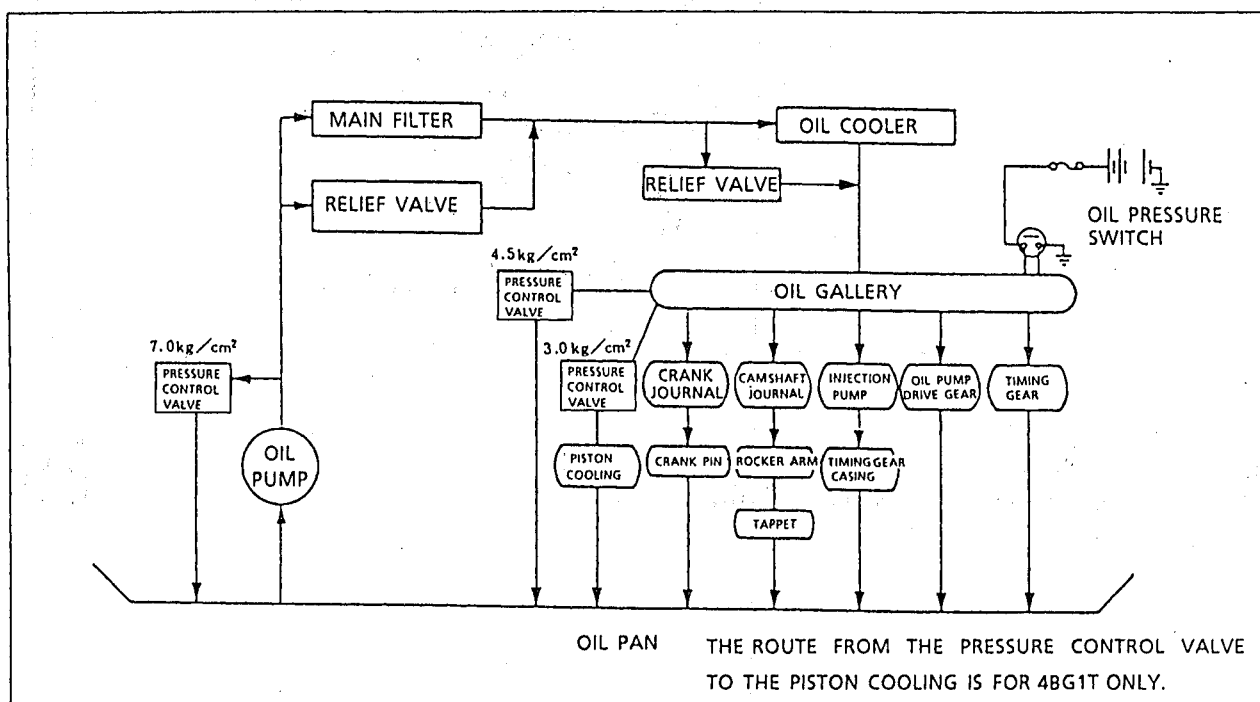 MAIN FILTER
OIL COOLER
RELIEF VALVE
RELIEF VALVE
OIL PRESSURE
SWITCH
4.5kg/cm²
PRESSURE
CONTROL
VALVE
OIL GALLERY
7.0kg/cm²
PRESSURE
CONTROL
VALVE
3.0kg/cm²
PRESSURE
CONTROL
VALVE
CRANK
JOURNAL
CAMSHAFT
JOURNAL
INJECTION
PUMP
OIL PUMP
DRIVE GEAR
TIMING
GEAR
OIL
PUMP
PISTON
COOLING
CRANK PIN
ROCKER ARM
TIMING GEAR
CASING
TAPPET
OIL PAN
THE ROUTE FROM THE PRESSURE CONTROL VALVE
TO THE PISTON COOLING IS FOR 4BG1T ONLY.